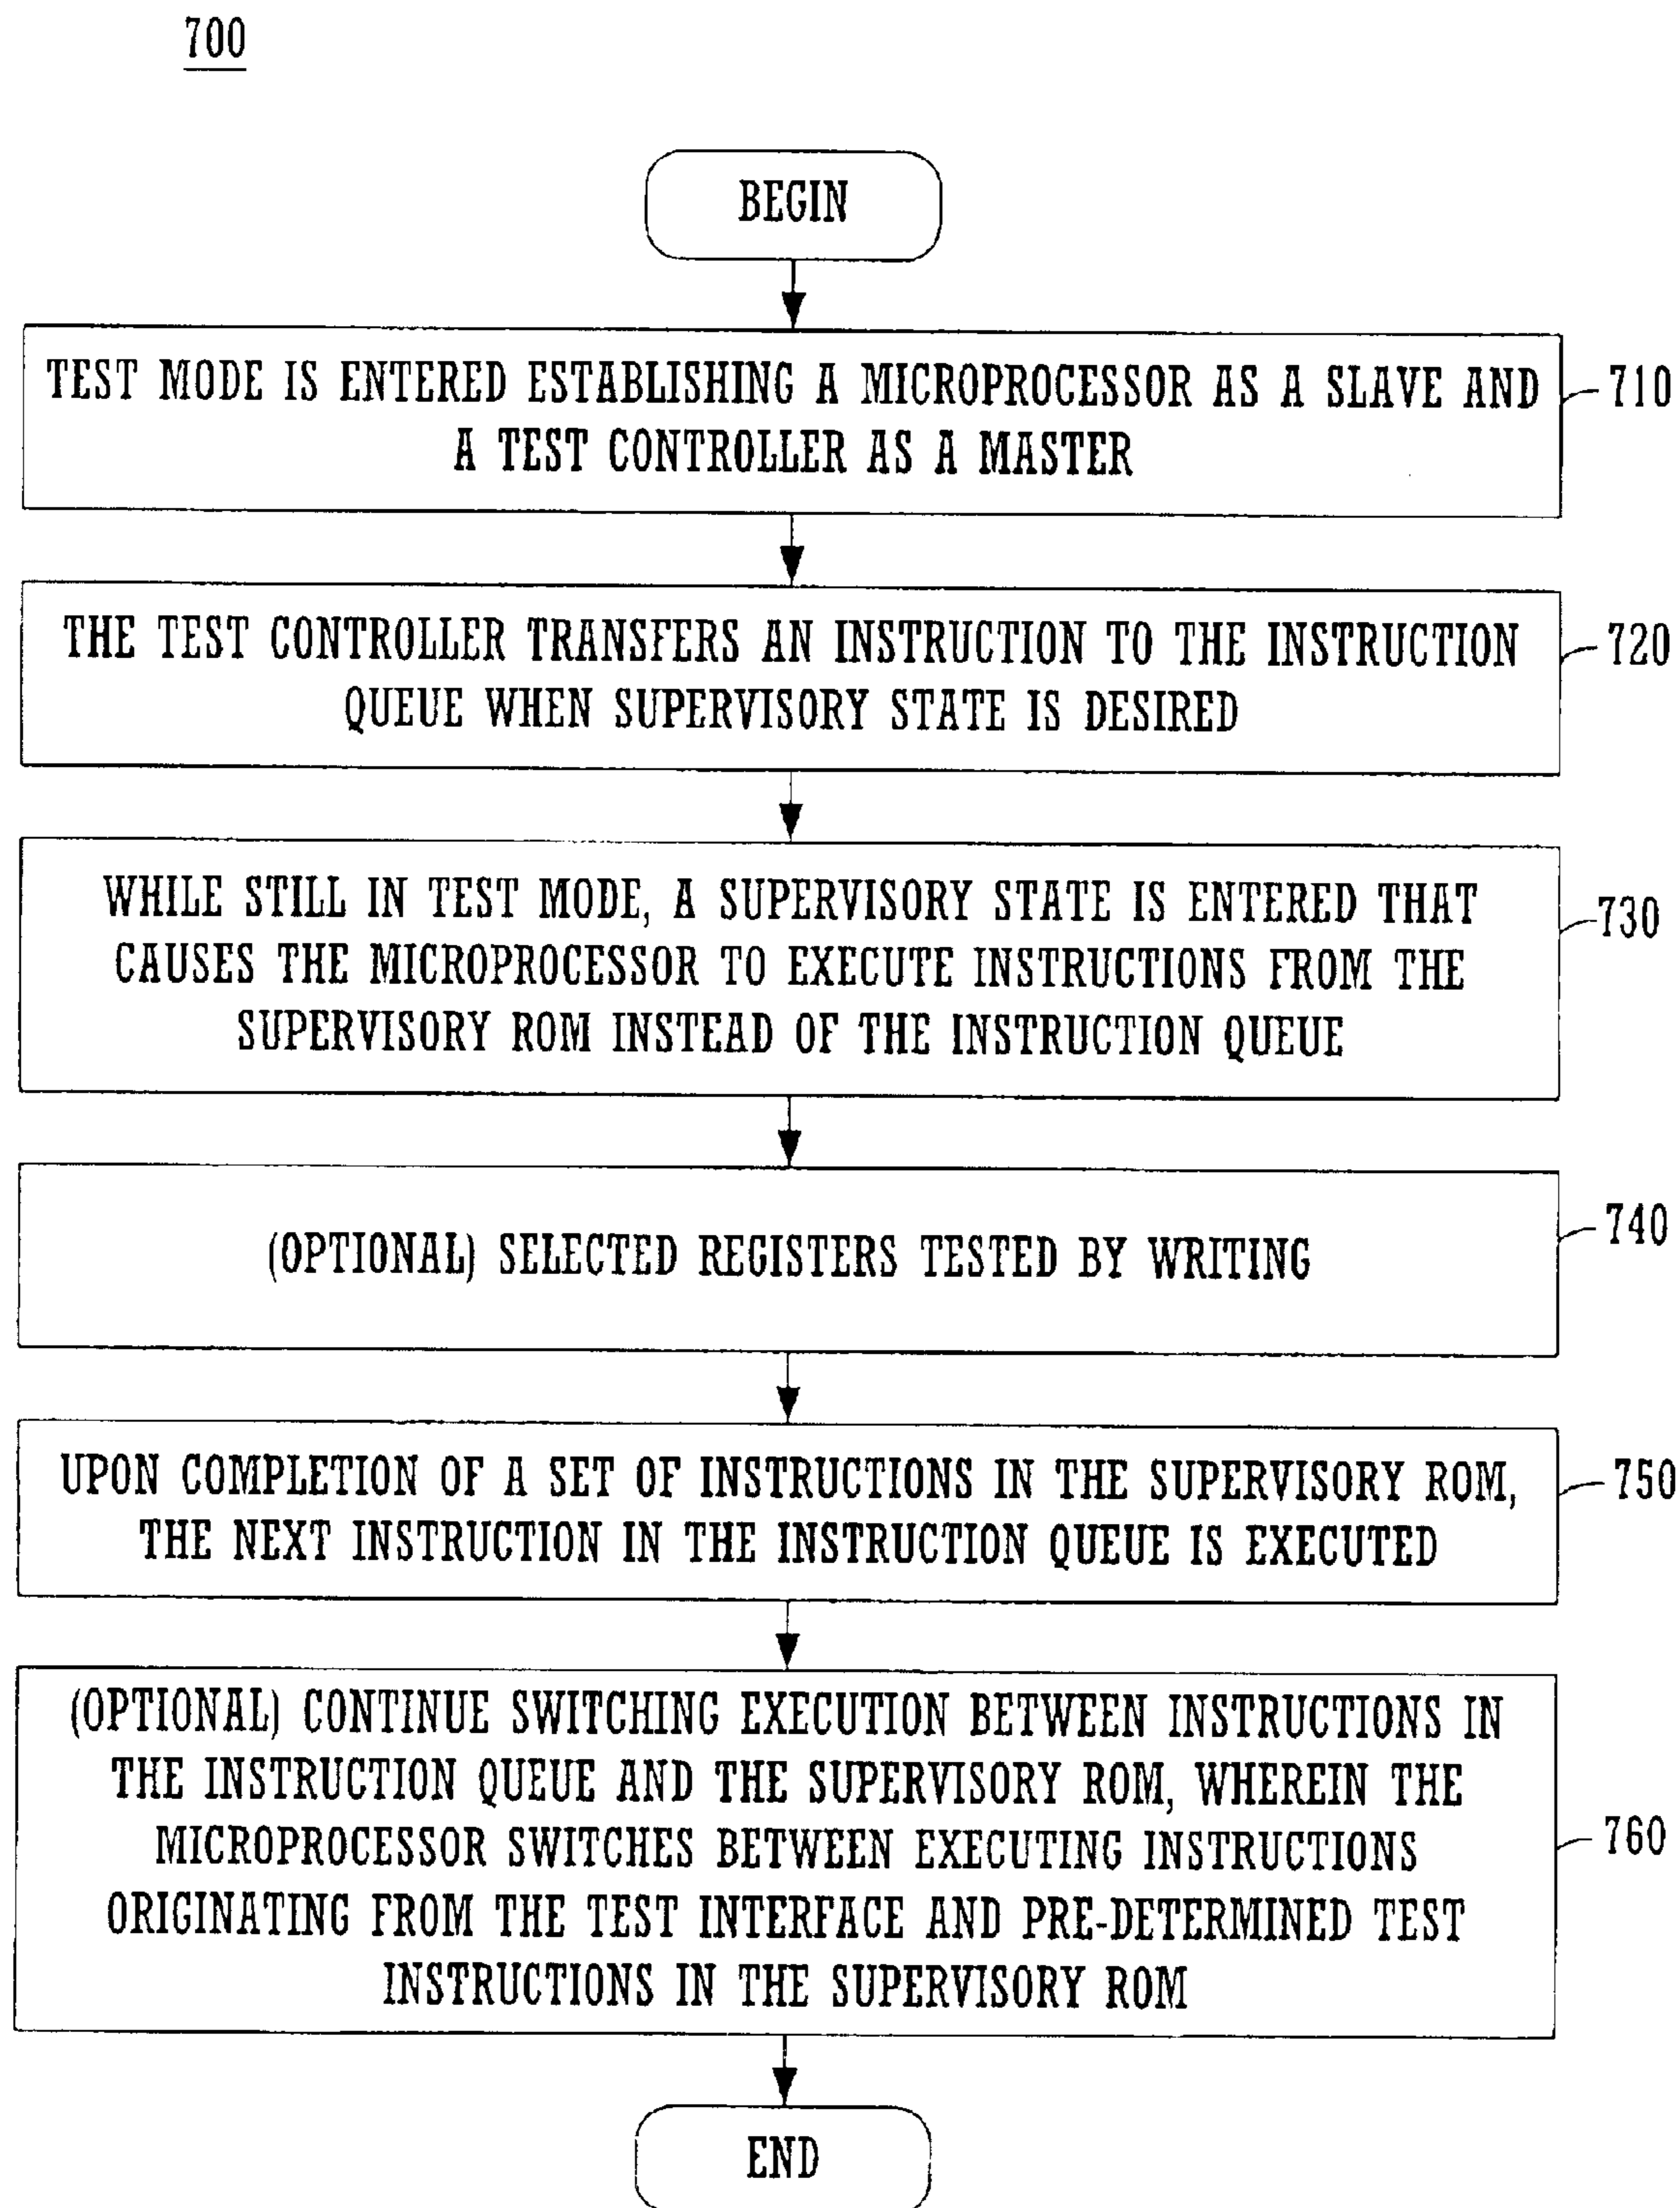 700
BEGIN
TEST MODE IS ENTERED ESTABLISHING A MICROPROCESSOR AS A SLAVE AND
A TEST CONTROLLER AS A MASTER
710
THE TEST CONTROLLER TRANSFERS AN INSTRUCTION TO THE INSTRUCTION
QUEUE WHEN SUPERVISORY STATE IS DESIRED
720
WHILE STILL IN TEST MODE, A SUPERVISORY STATE IS ENTERED THAT
CAUSES THE MICROPROCESSOR TO EXECUTE INSTRUCTIONS FROM THE
SUPERVISORY ROM INSTEAD OF THE INSTRUCTION QUEUE
730
(OPTIONAL) SELECTED REGISTERS TESTED BY WRITING
740
UPON COMPLETION OF A SET OF INSTRUCTIONS IN THE SUPERVISORY ROM,
THE NEXT INSTRUCTION IN THE INSTRUCTION QUEUE IS EXECUTED
750
(OPTIONAL) CONTINUE SWITCHING EXECUTION BETWEEN INSTRUCTIONS IN
THE INSTRUCTION QUEUE AND THE SUPERVISORY ROM, WHEREIN THE
MICROPROCESSOR SWITCHES BETWEEN EXECUTING INSTRUCTIONS
ORIGINATING FROM THE TEST INTERFACE AND PRE-DETERMINED TEST
INSTRUCTIONS IN THE SUPERVISORY ROM
760
END